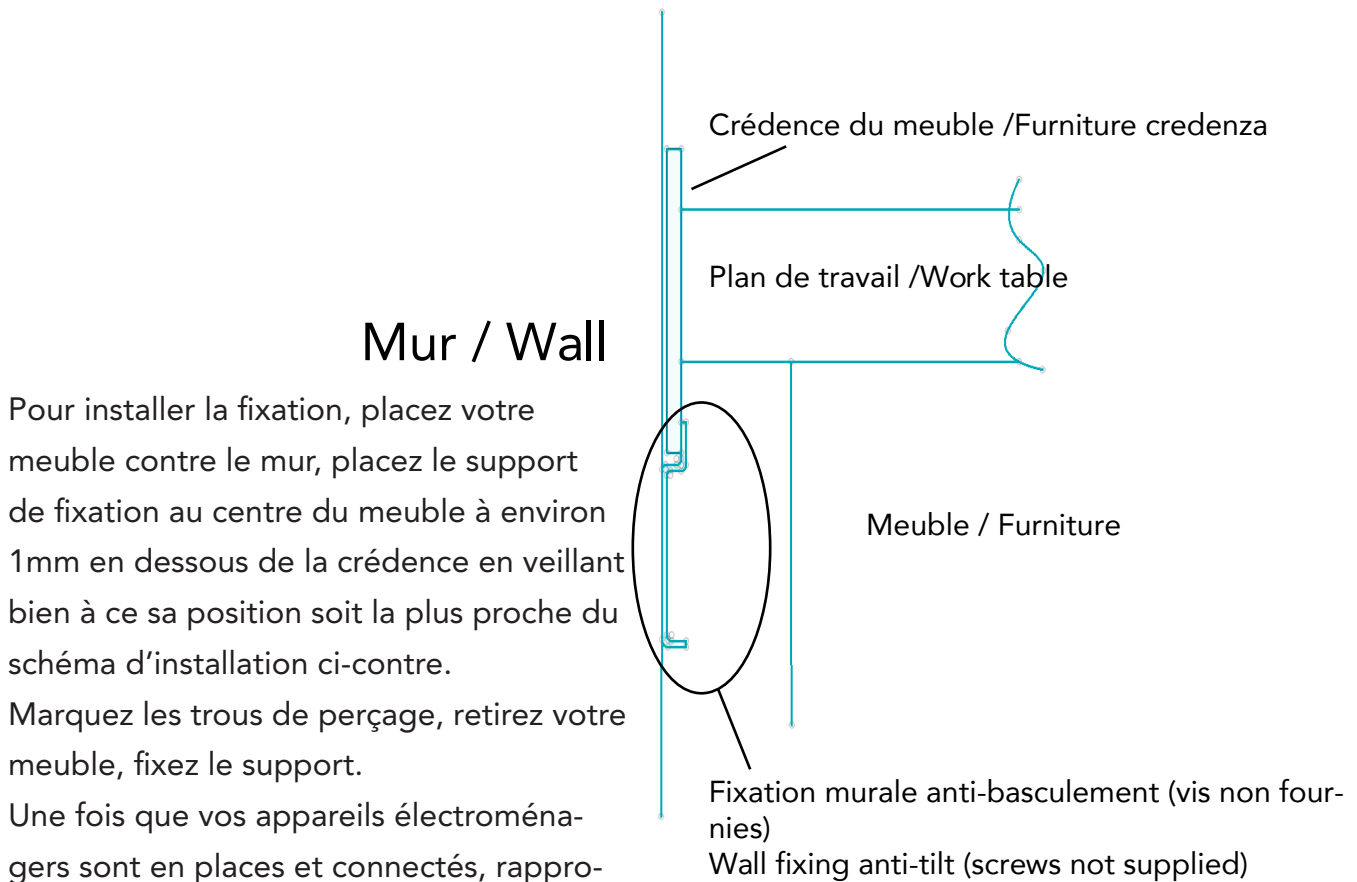 Crédence du meuble /Furniture credenza
Plan de travail /Work table
Mur / Wall
Pour installer la fixation, placez votre
meuble contre le mur, placez le support
de fixation au centre du meuble à environ
1mm en dessous de la crédence en veillant
bien à ce sa position soit la plus proche du
schéma d’installation ci-contre.
Marquez les trous de perçage, retirez votre
meuble, fixez le support.
Une fois que vos appareils électroména-
gers sont en places et connectés, rappro-
Meuble / Furniture
Fixation murale anti-basculement (vis non four-
nies)
Wall fixing anti-tilt (screws not supplied)